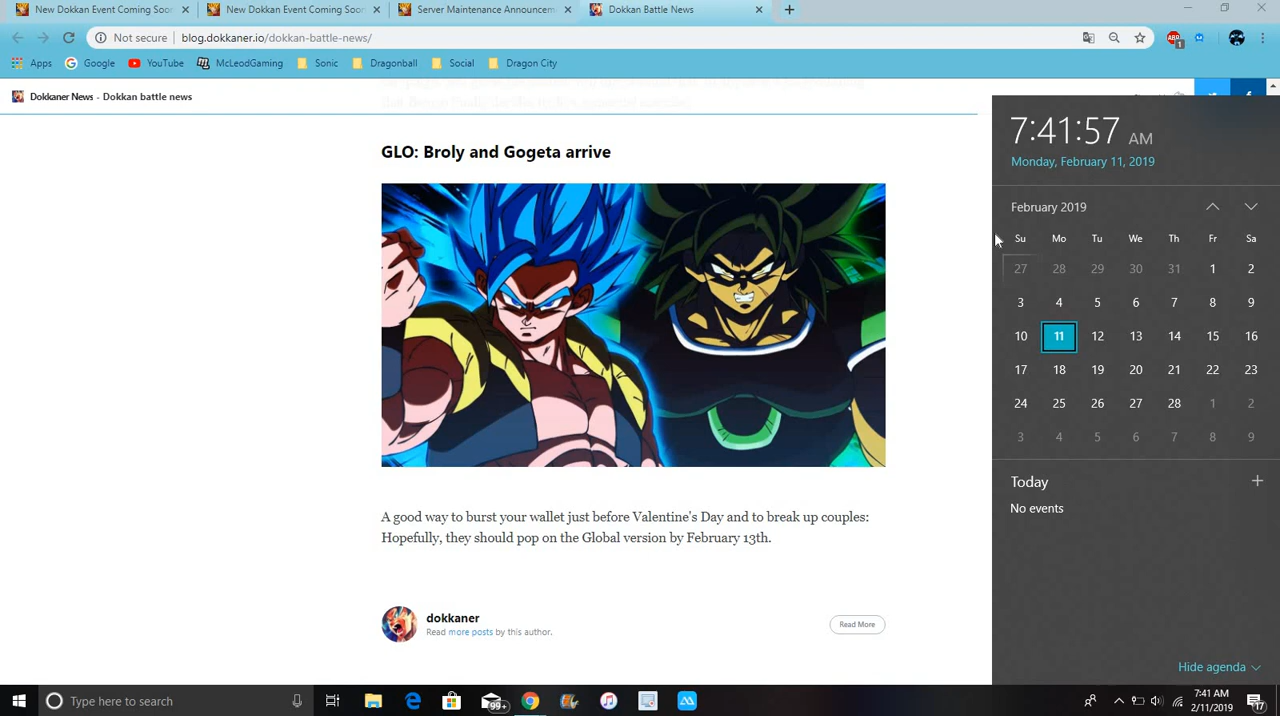 New Dokkan Event Coming Soon
New Dokkan Event Coming Soon
Server Maintenance Announcem
Dokkan Battle News
Not secure
blog.dokkaner.io/dokkan-battle-news/
ABP
1
Apps
Google
YouTube
McLeodGaming
Sonic
Dragonball
Social
Dragon City
Dokkaner News - Dokkan battle news
GLO: Broly and Gogeta arrive
A good way to burst your wallet just before Valentine's Day and to break up couples:
Hopefully, they should pop on the Global version by February 13th.
dokkaner
Read more posts by this author.
Read More
7:41:57 AM
Monday, February 11, 2019
February 2019
Su Mo Tu We Th Fr Sa
27 28 29 30 31 1 2
3 4 5 6 7 8 9
10 11 12 13 14 15 16
17 18 19 20 21 22 23
24 25 26 27 28 1 2
3 4 5 6 7 8 9
Today
No events
Hide agenda
Type here to search
99+
7:41 AM
2/11/2019
17